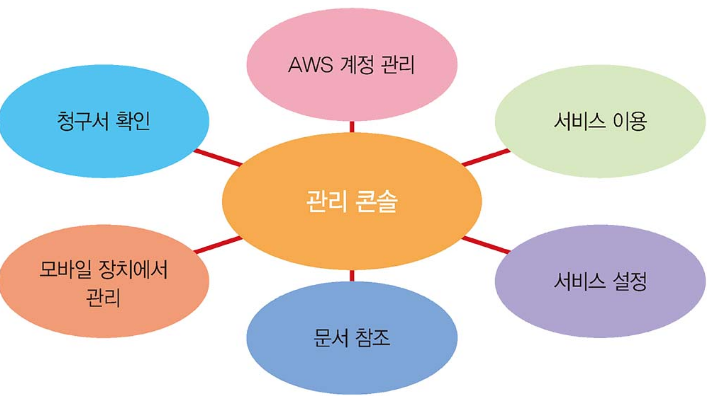 AWS 계정 관리
청구서 확인
서비스 이용
관리 콘솔
모바일 장치에서
관리
서비스 설정
문서 참조